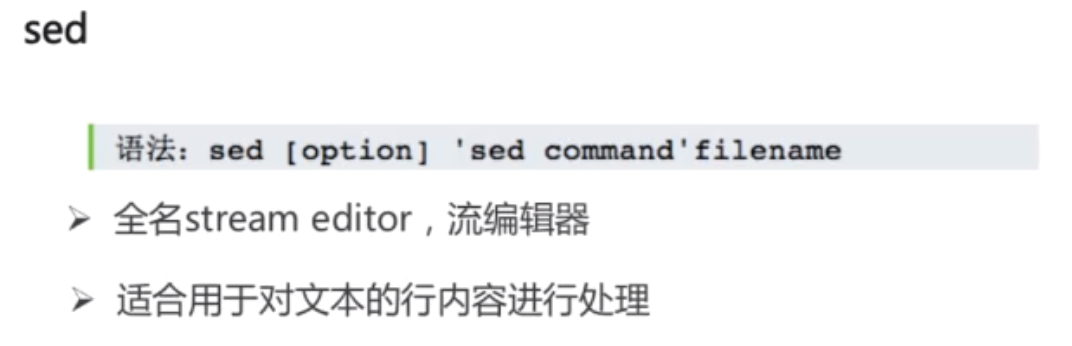 sed
语法：sed [option] 'sed command'filename
全名stream editor，流编辑器
适合用于对文本的行内容进行处理